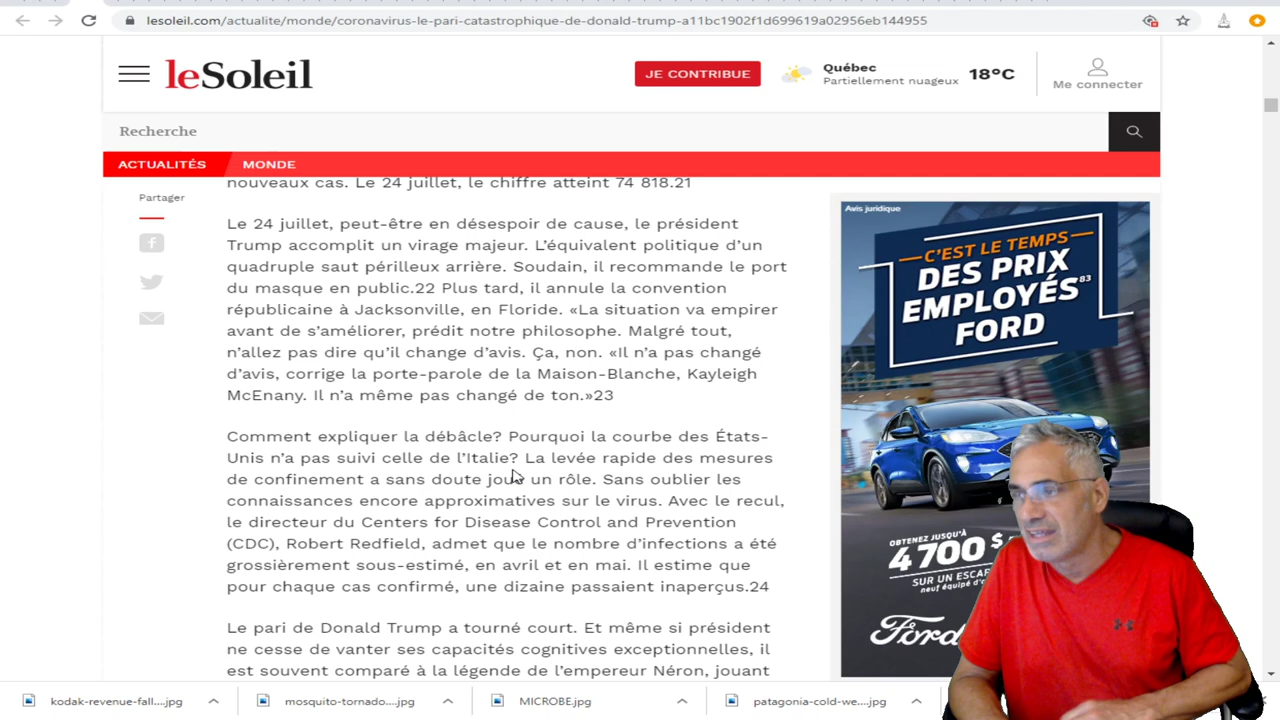 lesoleil.com/actualite/monde/coronavirus-le-pari-catastrophique-de-donald-trump-a11bc1902f1d699619a02956eb144955
leSoleil
JE CONTRIBUE
Québec
Partiellement nuageux
18°C
Me connecter
Recherche
ACTUALITÉS
MONDE
Partager
nouveaux cas. Le 24 juillet, le chiffre atteint 74 818.21
Le 24 juillet, peut-être en désespoir de cause, le président
Trump accomplit un virage majeur. L’équivalent politique d’un
quadruple saut périlleux arrière. Soudain, il recommande le port
du masque en public.22 Plus tard, il annule la convention
républicaine à Jacksonville, en Floride. «La situation va empirer
avant de s’améliorer, prédit notre philosophe. Malgré tout,
n’allez pas dire qu’il change d’avis. Ça, non. «Il n’a pas changé
d’avis, corrige la porte-parole de la Maison-Blanche, Kayleigh
McEnany. Il n’a même pas changé de ton.»23
Comment expliquer la débâcle? Pourquoi la courbe des États-
Unis n’a pas suivi celle de l’Italie? La levée rapide des mesures
de confinement a sans doute joué un rôle. Sans oublier les
connaissances encore approximatives sur le virus. Avec le recul,
le directeur du Centers for Disease Control and Prevention
(CDC), Robert Redfield, admet que le nombre d’infections a été
grossièrement sous-estimé, en avril et en mai. Il estime que
pour chaque cas confirmé, une dizaine passaient inaperçus.24
Le pari de Donald Trump a tourné court. Et même si président
ne cesse de vanter ses capacités cognitives exceptionnelles, il
est souvent comparé à la légende de l’empereur Néron, jouant
Avis juridique
C’EST LE TEMPS
DES PRIX
EMPLOYÉS83
FORD
OBTENEZ JUSQU’À
4 700 $
SUR UN ESCAP
neuf équipé d’
Ford
kodak-revenue-fall....jpg
mosquito-tornado....jpg
MICROBE.jpg
patagonia-cold-we....jpg